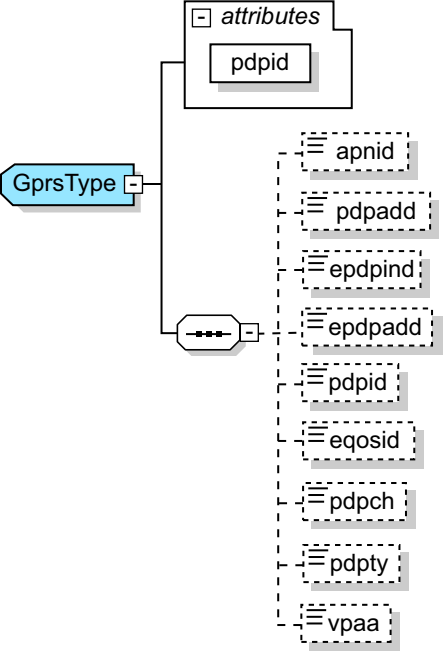 attributes
pdpid
GprsType
apnid
pdpadd
epdpind
epdpadd
pdpid
eqosid
pdpch
pdpty
vpaa